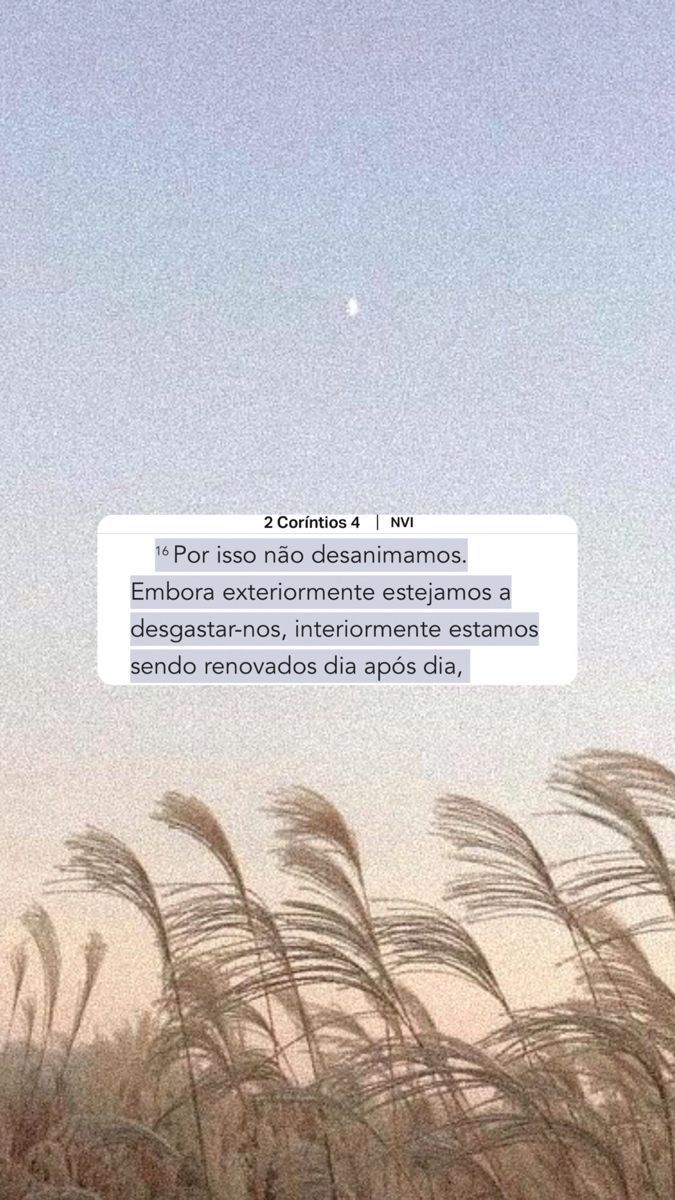 2 Coríntios 4 | NVI
16 Por isso não desanimamos.
Embora exteriormente estejamos a
desgastar-nos, interiormente estamos
sendo renovados dia após dia,